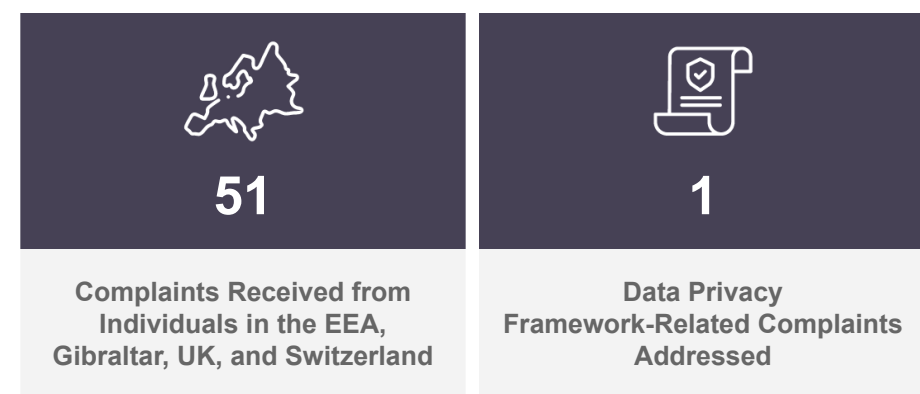 51
Complaints Received from
Individuals in the EEA,
Gibraltar, UK, and Switzerland
1
Data Privacy
Framework-Related Complaints
Addressed